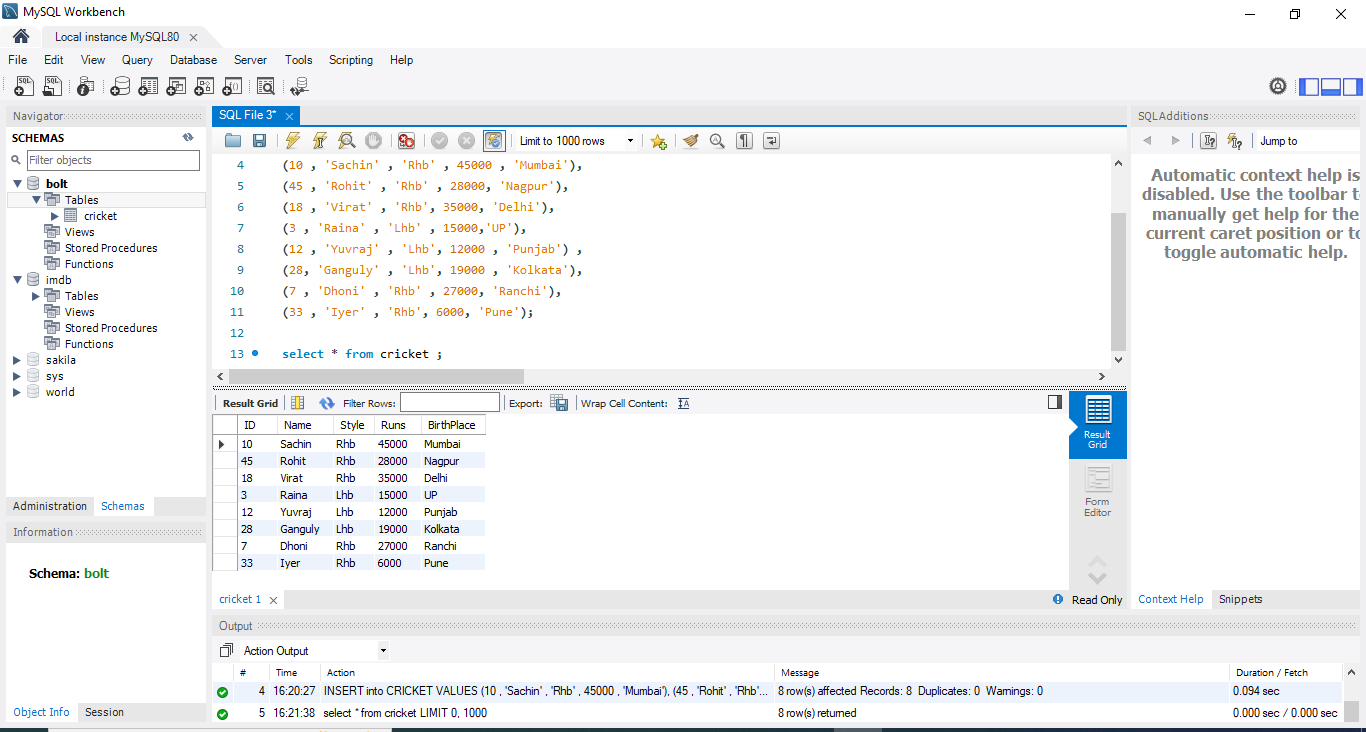 MySQL Workbench
Local instance MySQL80
File Edit View Query Database Server Tools Scripting Help
Navigator
SCHEMAS
Filter objects
bolt
Tables
cricket
Views
Stored Procedures
Functions
imdb
Tables
Views
Stored Procedures
Functions
sakila
sys
world
Administration Schemas
Information
Schema: bolt
Object Info Session
SQL File 3*
Limit to 1000 rows
4 (10 , 'Sachin' , 'Rhb' , 45000 , 'Mumbai'),
5 (45 , 'Rohit' , 'Rhb' , 28000, 'Nagpur'),
6 (18 , 'Virat' , 'Rhb', 35000, 'Delhi'),
7 (3 , 'Raina' , 'Lhb' , 15000,'UP'),
8 (12 , 'Yuvraj' , 'Lhb', 12000 , 'Punjab') ,
9 (28, 'Ganguly' , 'Lhb', 19000 , 'Kolkata'),
10 (7 , 'Dhoni' , 'Rhb' , 27000, 'Ranchi'),
11 (33 , 'Iyer' , 'Rhb', 6000, 'Pune');
12
13 select * from cricket ;
Result Grid Filter Rows: Export: Wrap Cell Content:
ID Name Style Runs BirthPlace
10 Sachin Rhb 45000 Mumbai
45 Rohit Rhb 28000 Nagpur
18 Virat Rhb 35000 Delhi
3 Raina Lhb 15000 UP
12 Yuvraj Lhb 12000 Punjab
28 Ganguly Lhb 19000 Kolkata
7 Dhoni Rhb 27000 Ranchi
33 Iyer Rhb 6000 Pune
Result
Grid
Form
Editor
cricket 1
Read Only
SQLAdditions
Jump to
Automatic context help is
disabled. Use the toolbar t
manually get help for the
current caret position or to
toggle automatic help.
Context Help Snippets
Output
Action Output
# Time Action Message Duration / Fetch
4 16:20:27 INSERT into CRICKET VALUES (10 , 'Sachin' , 'Rhb' , 45000 , 'Mumbai'), (45 , 'Rohit' , 'Rhb'... 8 row(s) affected Records: 8 Duplicates: 0 Warnings: 0 0.094 sec
5 16:21:38 select * from cricket LIMIT 0, 1000 8 row(s) returned 0.000 sec / 0.000 sec